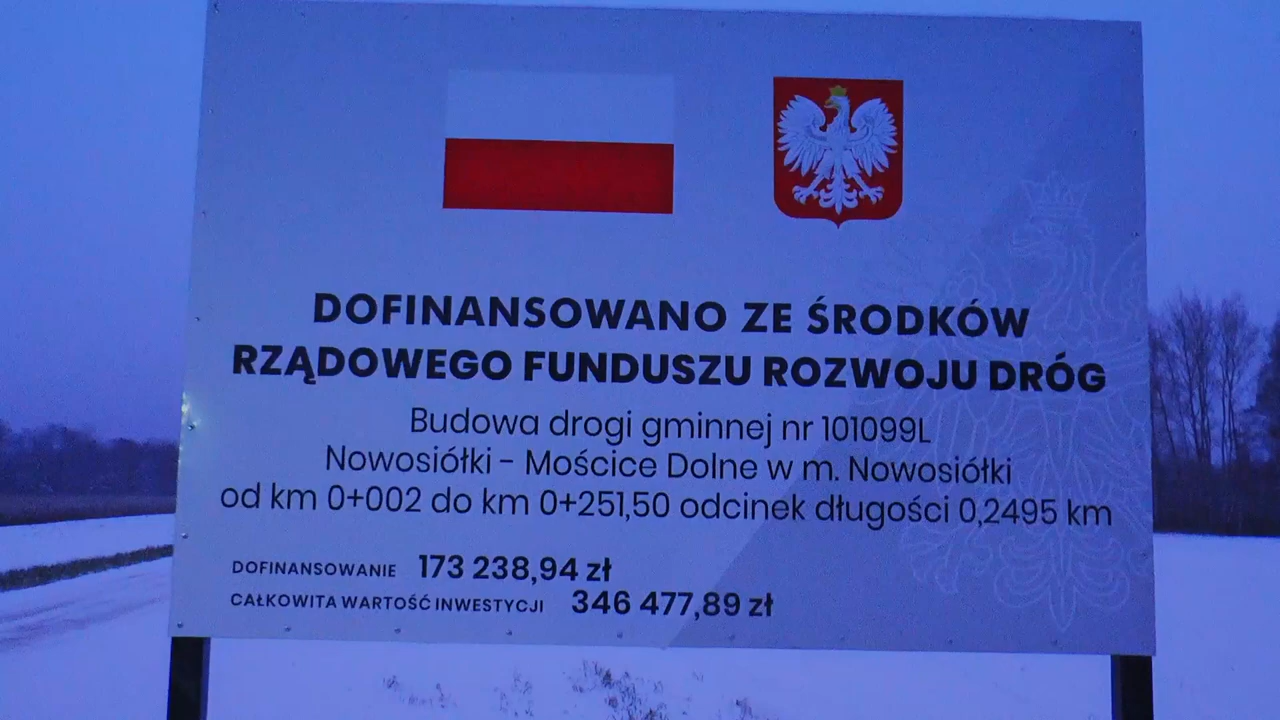 DOFINANSOWANO ZE ŚRODKÓW
RZĄDOWEGO FUNDUSZU ROZWOJU DRÓG
Budowa drogi gminnej nr 101099L
Nowosiółki - Mościce Dolne w m. Nowosiółki
od km 0+002 do km 0+251,50 odcinek długości 0,2495 km
DOFINANSOWANIE 173 238,94 zł
CAŁKOWITA WARTOŚĆ INWESTYCJI 346 477,89 zł